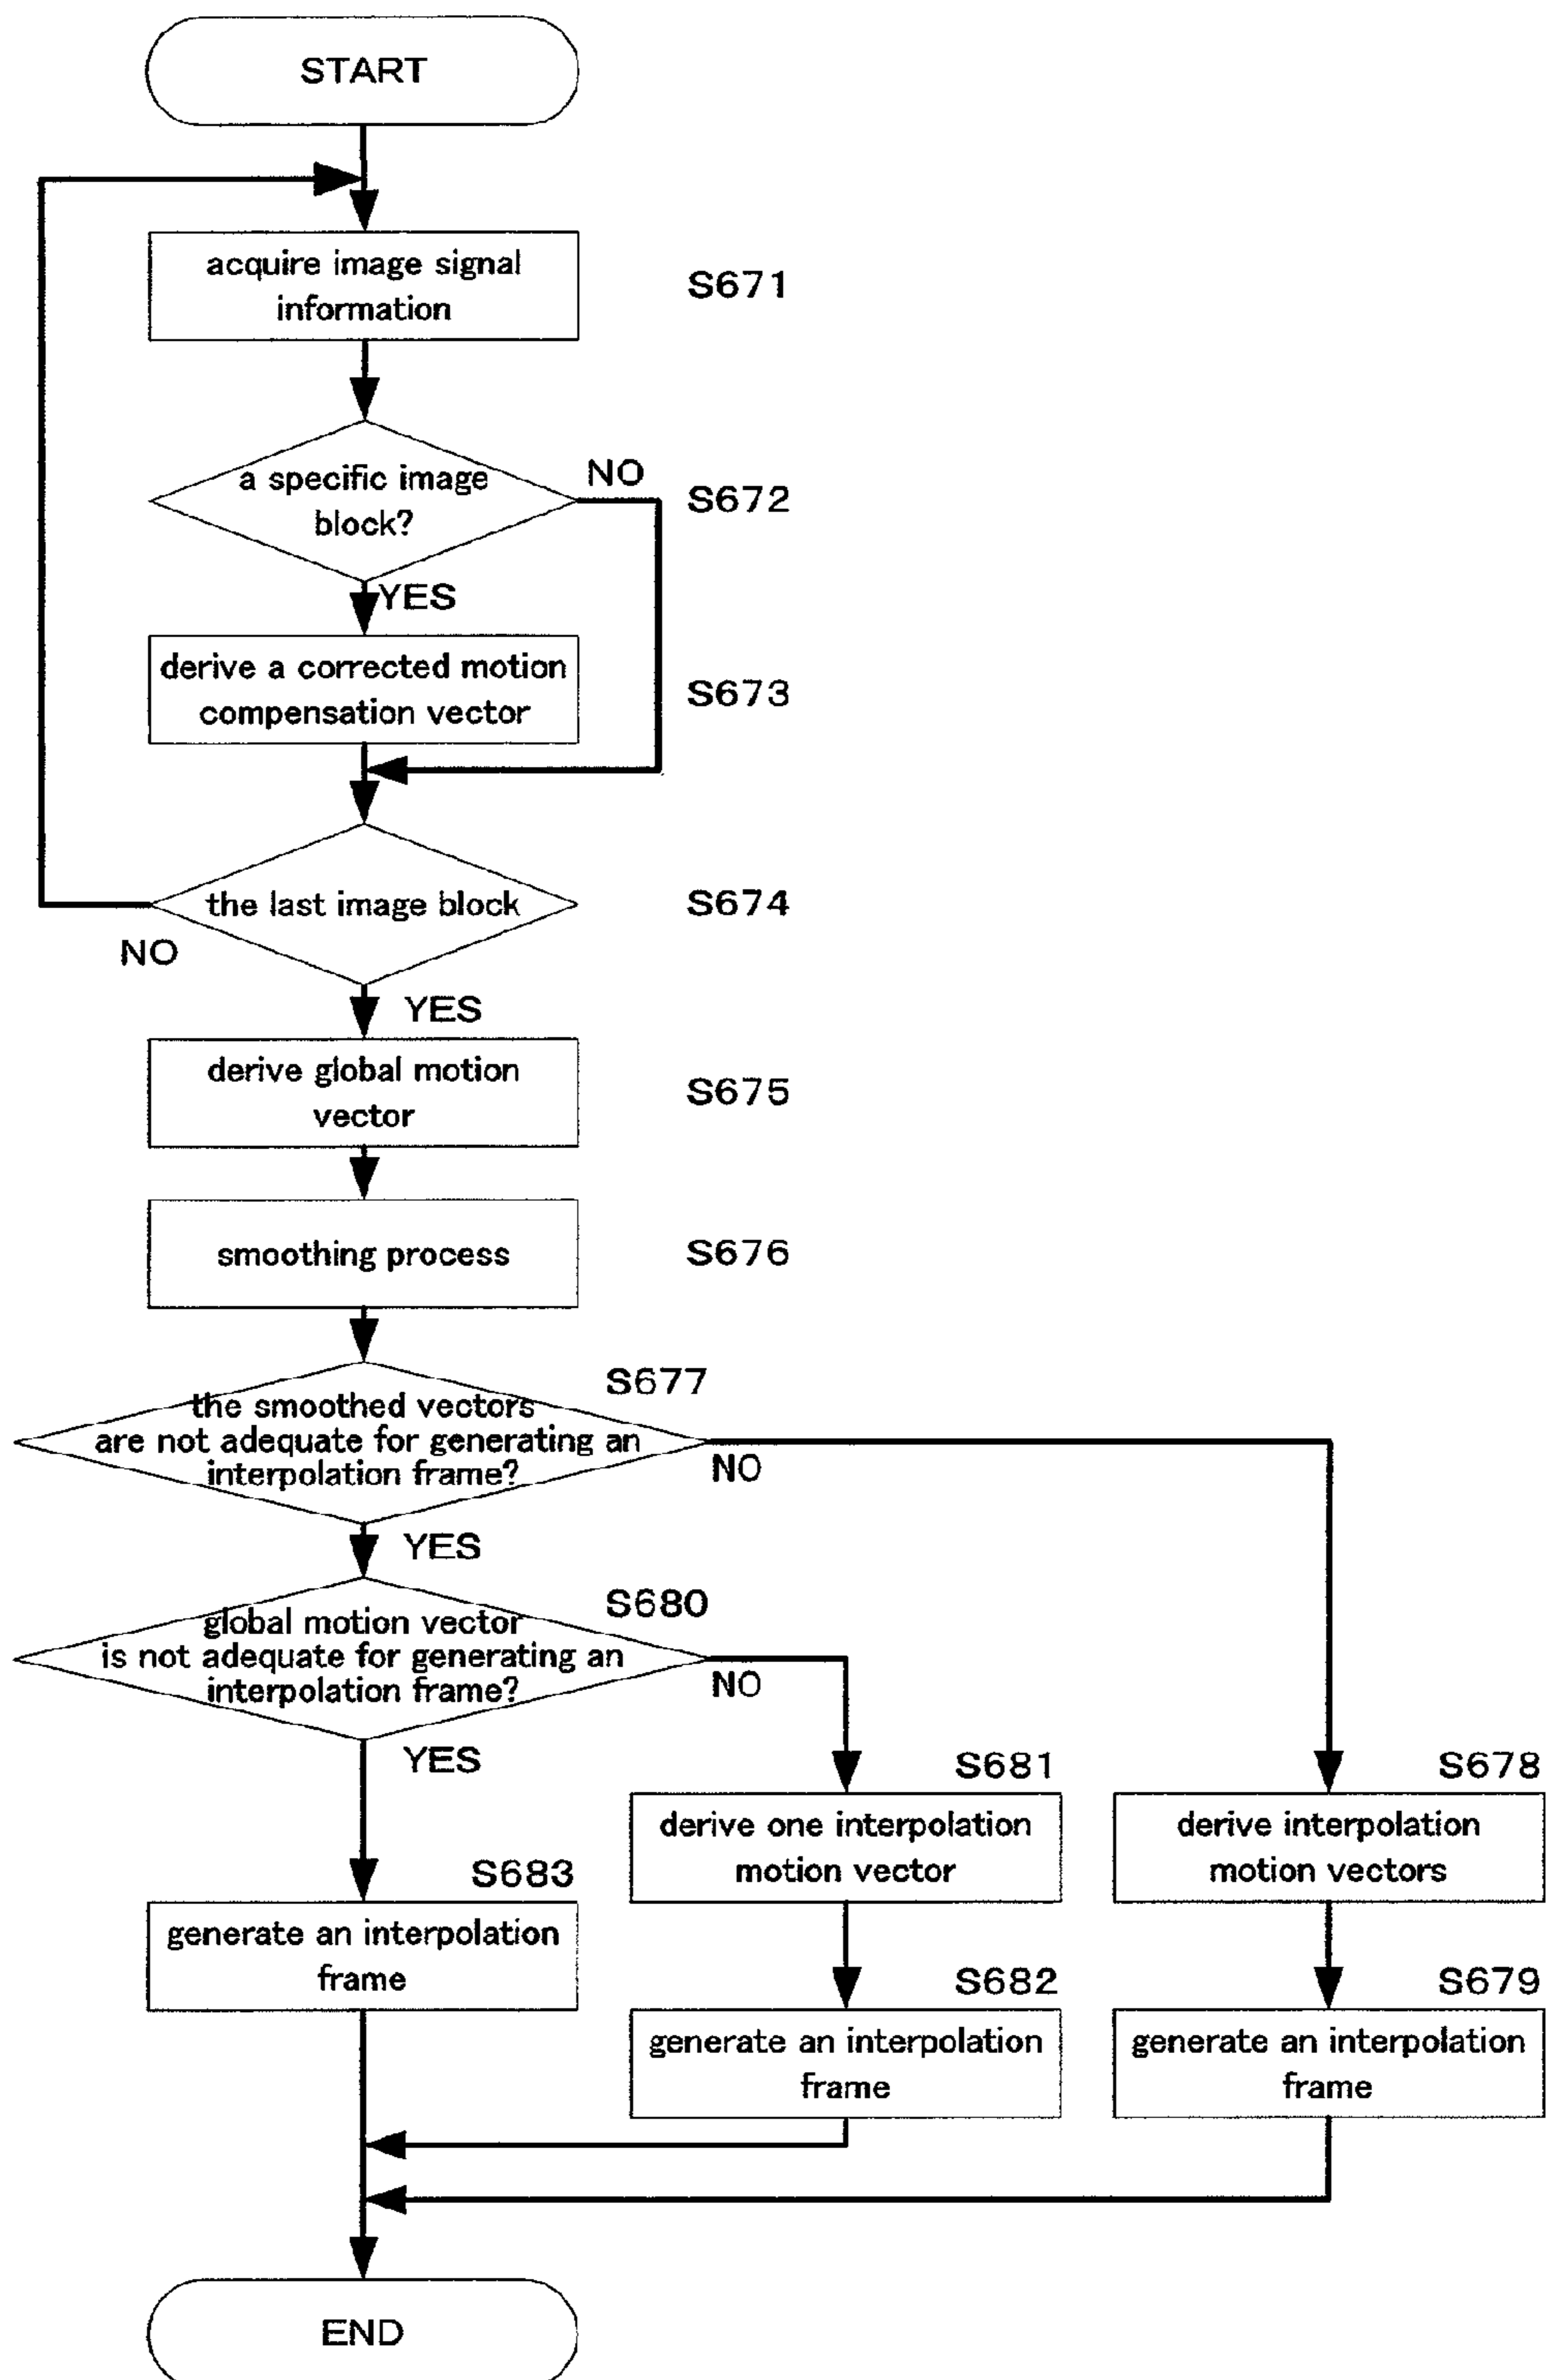 START
acquire image signal
information
S671
a specific image
block?
NO
S672
YES
derive a corrected motion
compensation vector
S673
the last image block
S674
NO
YES
derive global motion
vector
S675
smoothing process
S676
S677
the smoothed vectors
are not adequate for generating an
interpolation frame?
NO
YES
S680
global motion vector
is not adequate for generating an
interpolation frame?
NO
YES
S681
derive one interpolation
motion vector
S678
derive interpolation
motion vectors
S683
generate an interpolation
frame
S682
generate an interpolation
frame
S679
generate an interpolation
frame
END